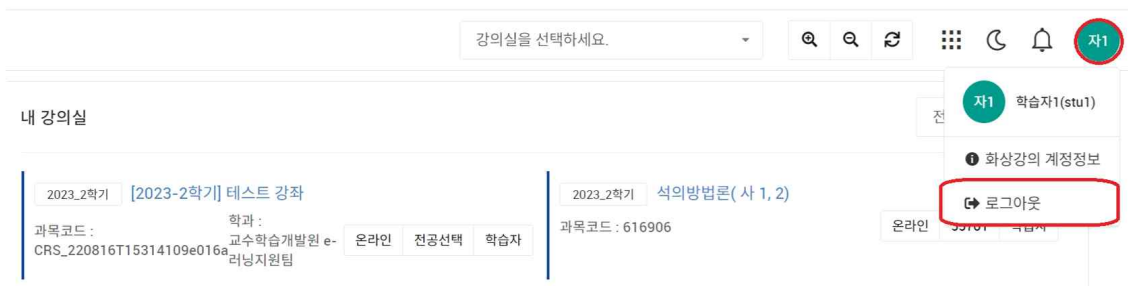 강의실을 선택하세요.
자1
자1 학습자1(stu1)
내 강의실
전
화상강의 계정정보
로그아웃
2023_2학기 [2023-2학기] 테스트 강좌
과목코드 :
CRS_220816T15314109e016a
학과 :
교수학습개발원 e-
러닝지원팀
온라인 전공선택 학습자
2023_2학기 석의방법론( 사 1, 2)
과목코드 : 616906
온라인